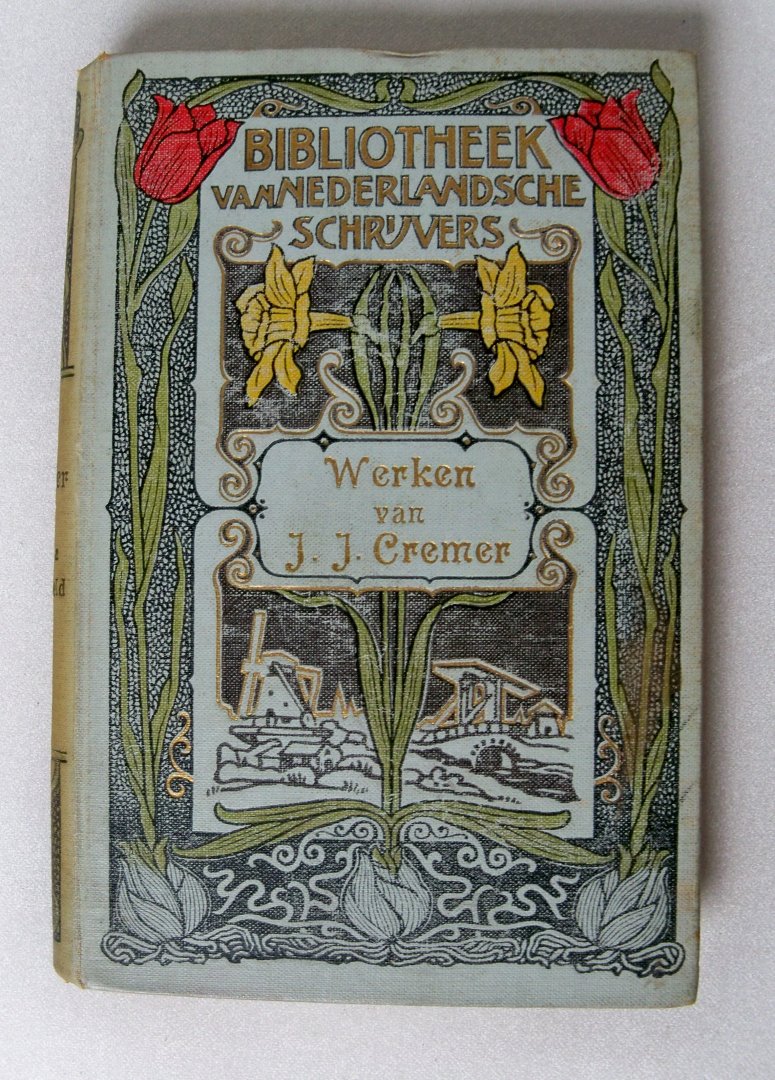 BIBLIOTHEEK
VAN NEDERLANDSCHE
SCHRIJVERS
Werken
van
J. J. Cremer